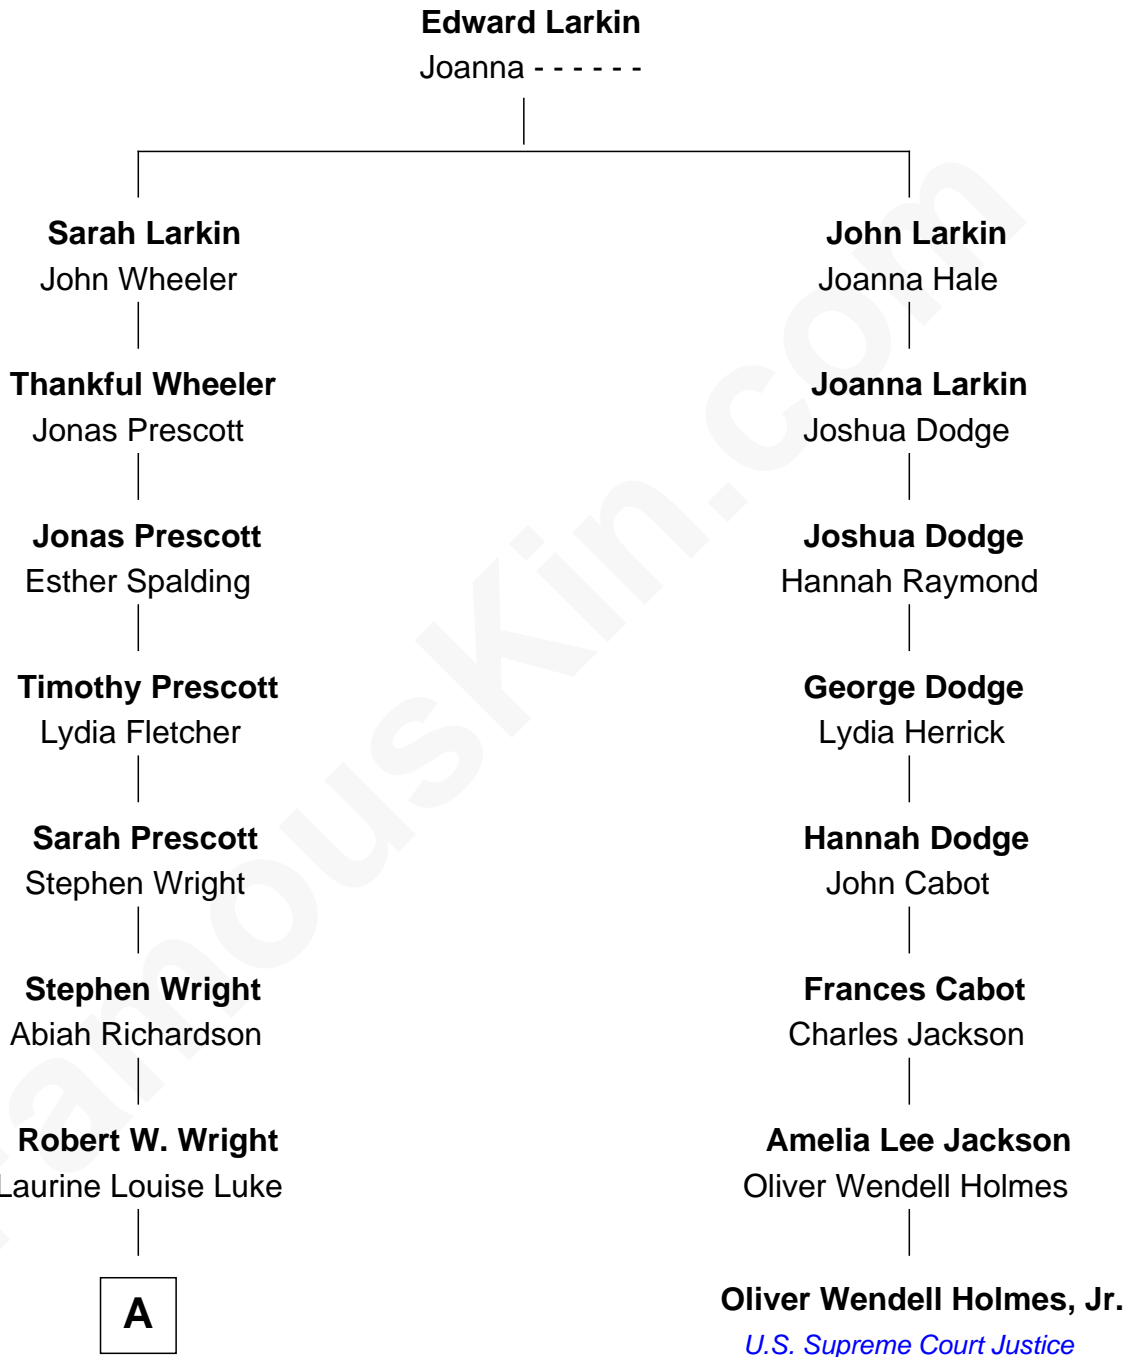 Edward Larkin
Joanna - - - - - -
Sarah Larkin
John Wheeler
John Larkin
Joanna Hale
Thankful Wheeler
Jonas Prescott
Joanna Larkin
Joshua Dodge
Jonas Prescott
Esther Spalding
Joshua Dodge
Hannah Raymond
Timothy Prescott
Lydia Fletcher
George Dodge
Lydia Herrick
Sarah Prescott
Stephen Wright
Hannah Dodge
John Cabot
Stephen Wright
Abiah Richardson
Frances Cabot
Charles Jackson
Robert W. Wright
Laurine Louise Luke
Amelia Lee Jackson
Oliver Wendell Holmes
A
Oliver Wendell Holmes, Jr.
U.S. Supreme Court Justice
FamousKin.com